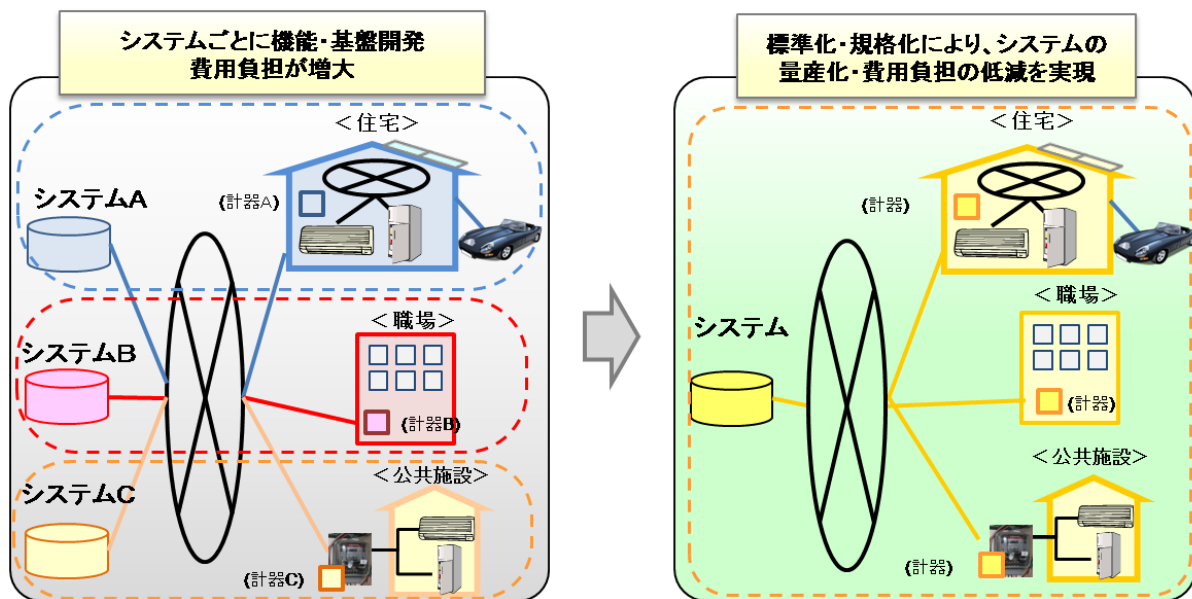 システムごとに機能・基盤開発
費用負担が増大
＜住宅＞
システムA
(計器A)
＜職場＞
システムB
(計器B)
＜公共施設＞
システムC
(計器C)
標準化・規格化により、システムの
量産化・費用負担の低減を実現
＜住宅＞
(計器)
＜職場＞
システム
(計器)
＜公共施設＞
(計器)